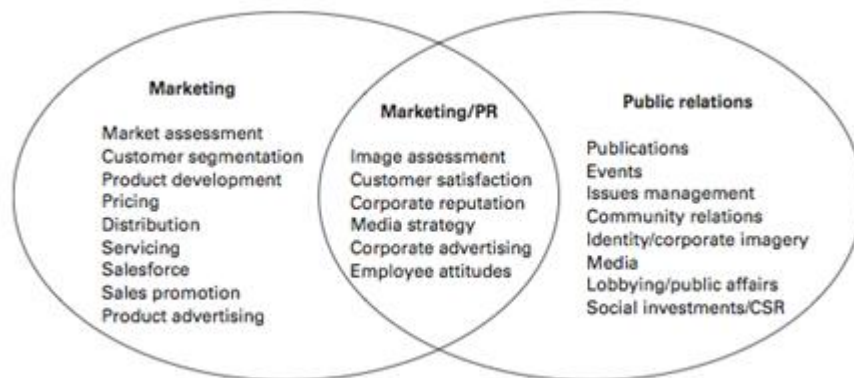 Marketing
Market assessment
Customer segmentation
Product development
Pricing
Distribution
Servicing
Salesforce
Sales promotion
Product advertising
Marketing/PR
Image assessment
Customer satisfaction
Corporate reputation
Media strategy
Corporate advertising
Employee attitudes
Public relations
Publications
Events
Issues management
Community relations
Identity/corporate imagery
Media
Lobbying/public affairs
Social investments/CSR